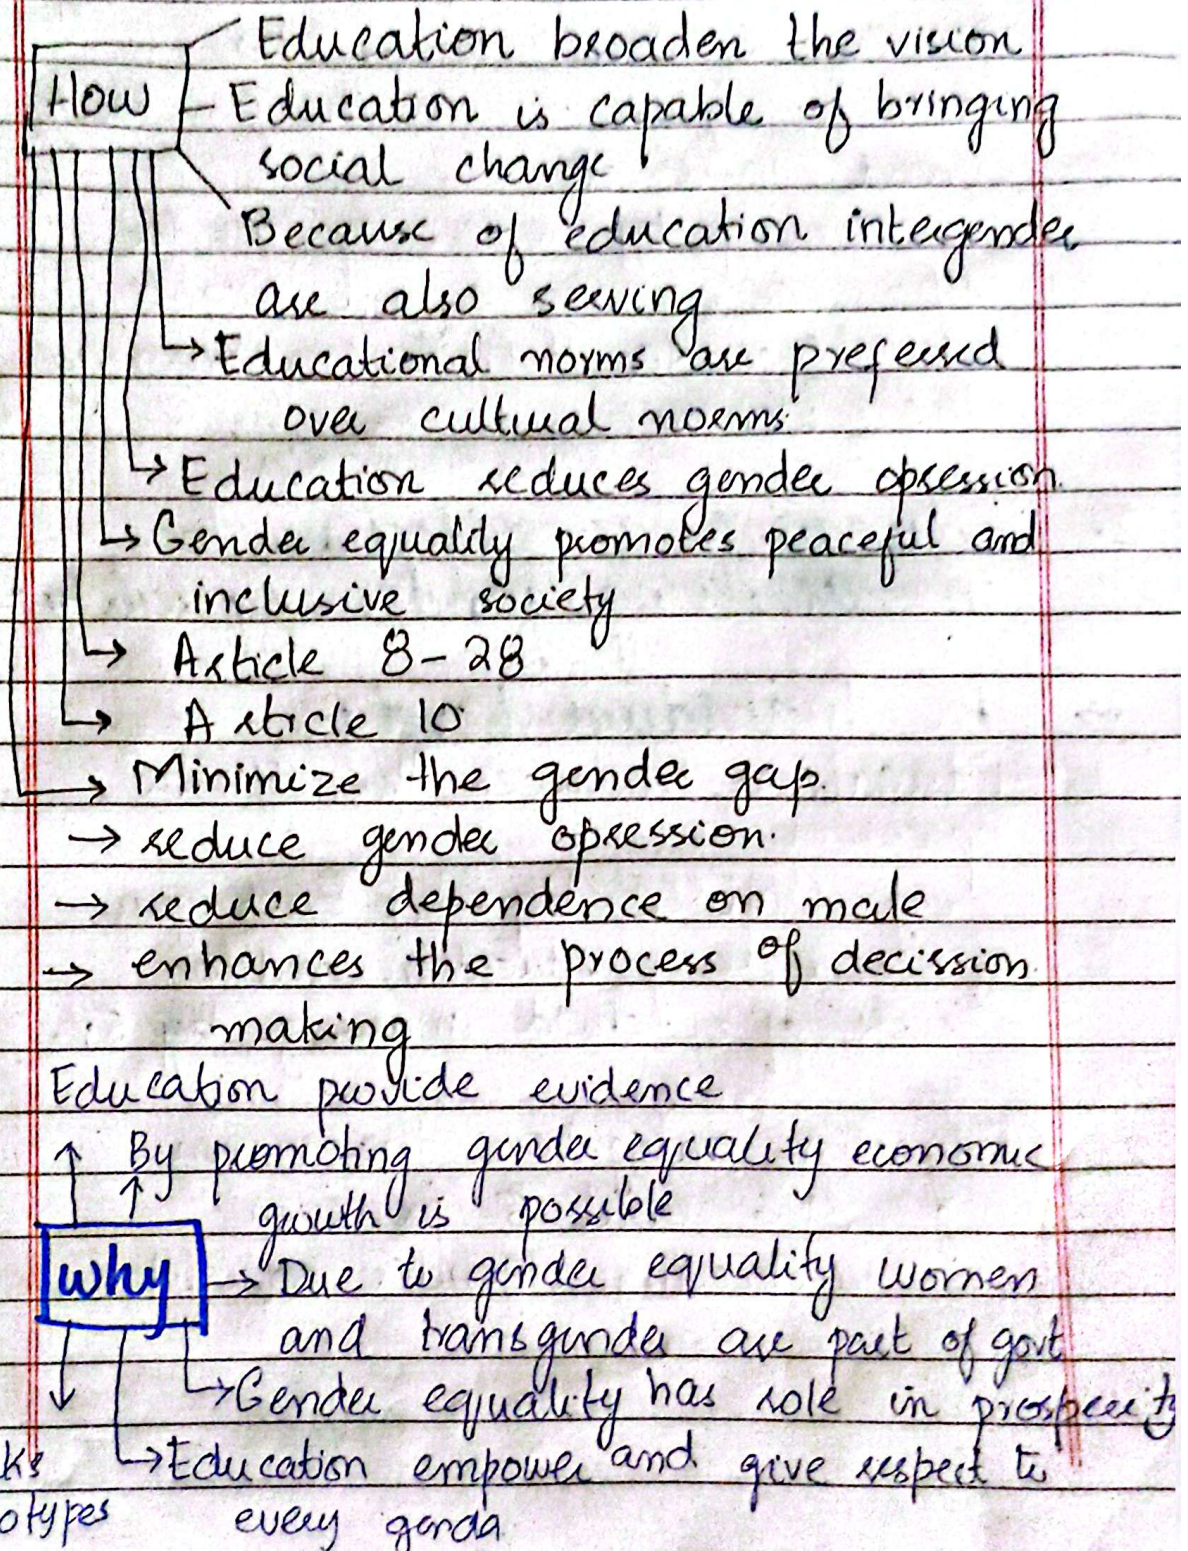 Education broaden the vision
How
Education is capable of bringing
social change
Because of education intergender
are also serving
→ Educational norms are preferred
over cultural norms
→ Education reduces gender opression.
→ Gender equality promotes peaceful and
inclusive society
→ Article 8-28
→ Article 10
→ Minimize the gender gap.
→ reduce gender opression.
→ reduce dependence on male
→ enhances the process of decission
making
Education provide evidence
By promoting gender equality economic
growth is possible
why
→ Due to gender equality women
and transgender are part of govt
→ Gender equality has role in prosperity
→ Education empower and give respect to
otypes every gender